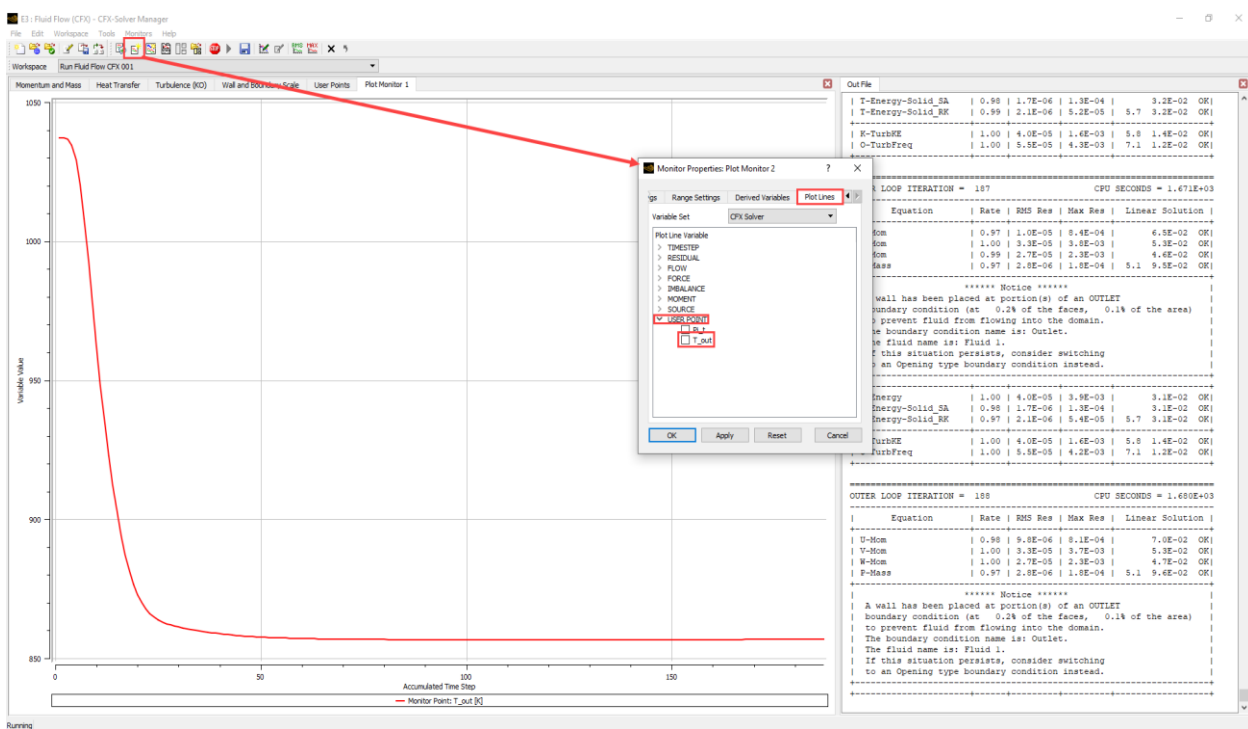 E3 : Fluid Flow (CFX) - CFX-Solver Manager
File Edit Workspace Tools Monitors Help
Workspace Run Fluid Flow CFX 001
Momentum and Mass Heat Transfer Turbulence (KO) Wall and Boundary Scale User Points Plot Monitor 1
1050
1000
950
900
850
Variable Value
0 50 100 150
Accumulated Time Step
Monitor Point: T_out [K]
Running
Monitor Properties: Plot Monitor 2 ? ×
gs Range Settings Derived Variables Plot Lines
Variable Set CFX Solver
Plot Line Variable
> TIMESTEP
> RESIDUAL
> FLOW
> FORCE
> IMBALANCE
> MOMENT
> SOURCE
USER POINT
T_out
OK Apply Reset Cancel
Out File
| T-Energy-Solid_SA | 0.98 | 1.7E-06 | 1.3E-04 | 3.2E-02 OK|
| T-Energy-Solid_RK | 0.99 | 2.1E-06 | 5.2E-05 | 5.7 3.2E-02 OK|
| K-TurbKE | 1.00 | 4.0E-05 | 1.6E-03 | 5.8 1.4E-02 OK|
| O-TurbFreq | 1.00 | 5.5E-05 | 4.3E-03 | 7.1 1.2E-02 OK|
R LOOP ITERATION = 187 CPU SECONDS = 1.671E+03
Equation | Rate | RMS Res | Max Res | Linear Solution |
Mom | 0.97 | 1.0E-05 | 8.4E-04 | 6.5E-02 OK|
Mom | 1.00 | 3.3E-05 | 3.8E-03 | 5.3E-02 OK|
Mom | 0.99 | 2.7E-05 | 2.3E-03 | 4.6E-02 OK|
Mass | 0.97 | 2.8E-06 | 1.8E-04 | 5.1 9.5E-02 OK|
****** Notice ******
wall has been placed at portion(s) of an OUTLET |
oundary condition (at 0.2% of the faces, 0.1% of the area) |
o prevent fluid from flowing into the domain. |
he boundary condition name is: Outlet. |
he fluid name is: Fluid 1. |
f this situation persists, consider switching |
o an Opening type boundary condition instead. |
Energy | 1.00 | 4.0E-05 | 3.9E-03 | 3.1E-02 OK|
Energy-Solid_SA | 0.98 | 1.7E-06 | 1.3E-04 | 3.1E-02 OK|
Energy-Solid_RK | 0.97 | 2.1E-06 | 5.4E-05 | 5.7 3.1E-02 OK|
TurbKE | 1.00 | 4.0E-05 | 1.6E-03 | 5.8 1.4E-02 OK|
TurbFreq | 1.00 | 5.5E-05 | 4.2E-03 | 7.1 1.2E-02 OK|
OUTER LOOP ITERATION = 188 CPU SECONDS = 1.680E+03
| Equation | Rate | RMS Res | Max Res | Linear Solution |
| U-Mom | 0.98 | 9.8E-06 | 8.1E-04 | 7.0E-02 OK|
| V-Mom | 1.00 | 3.3E-05 | 3.7E-03 | 5.3E-02 OK|
| W-Mom | 1.00 | 2.7E-05 | 2.3E-03 | 4.7E-02 OK|
| P-Mass | 0.97 | 2.8E-06 | 1.8E-04 | 5.1 9.6E-02 OK|
| ****** Notice ****** |
| A wall has been placed at portion(s) of an OUTLET |
| boundary condition (at 0.2% of the faces, 0.1% of the area) |
| to prevent fluid from flowing into the domain. |
| The boundary condition name is: Outlet. |
| The fluid name is: Fluid 1. |
| If this situation persists, consider switching |
| to an Opening type boundary condition instead. |